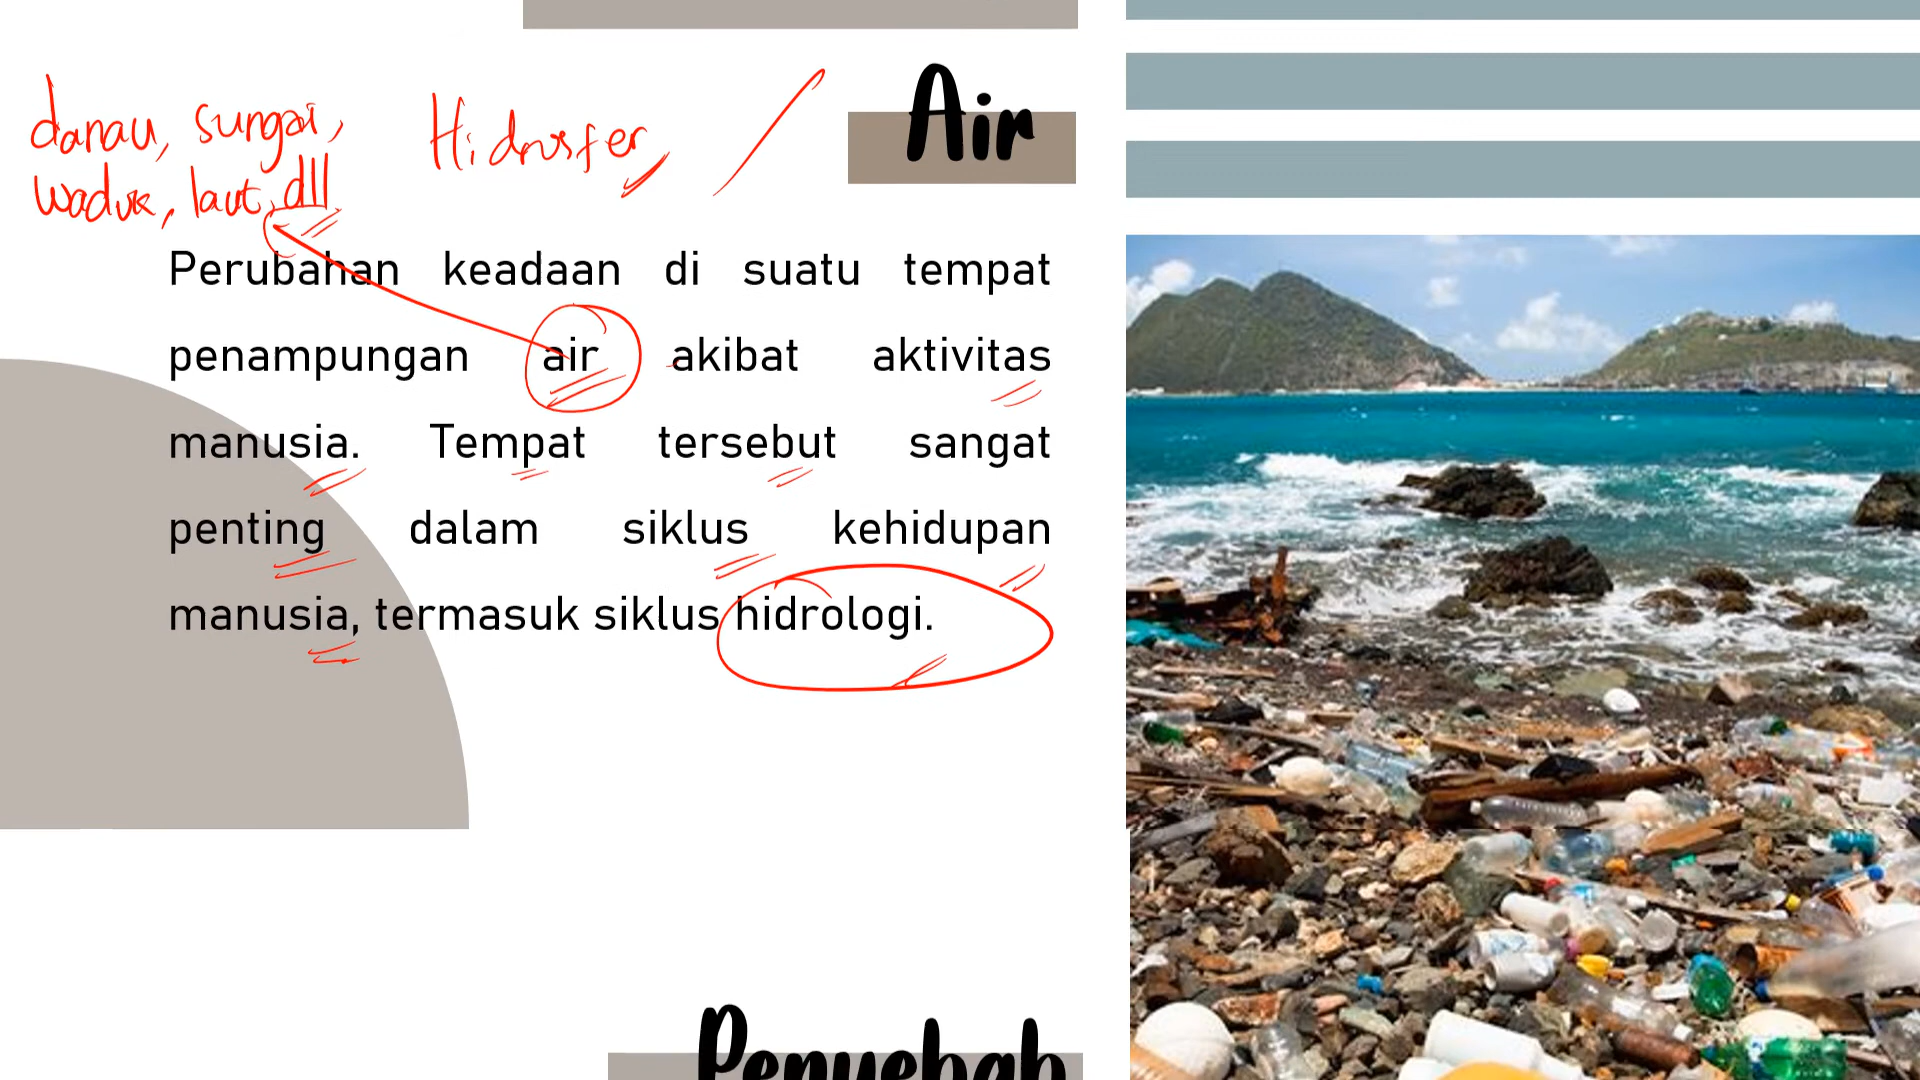 danau, sungai,
waduk, laut, dll.
Hidrosfer
Air
Perubahan keadaan di suatu tempat
penampungan air akibat aktivitas
manusia. Tempat tersebut sangat
penting dalam siklus kehidupan
manusia, termasuk siklus hidrologi.
Penyebab